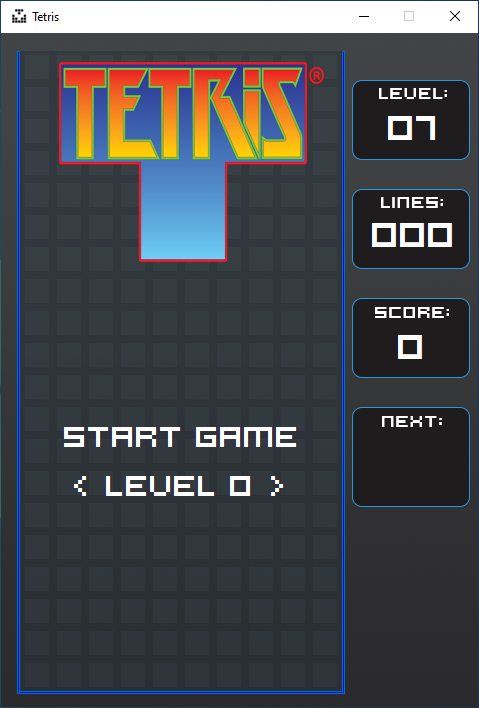 Tetris
TETRIS®
LEVEL:
07
LINES:
000
SCORE:
0
NEXT:
START GAME
< LEVEL 0 >